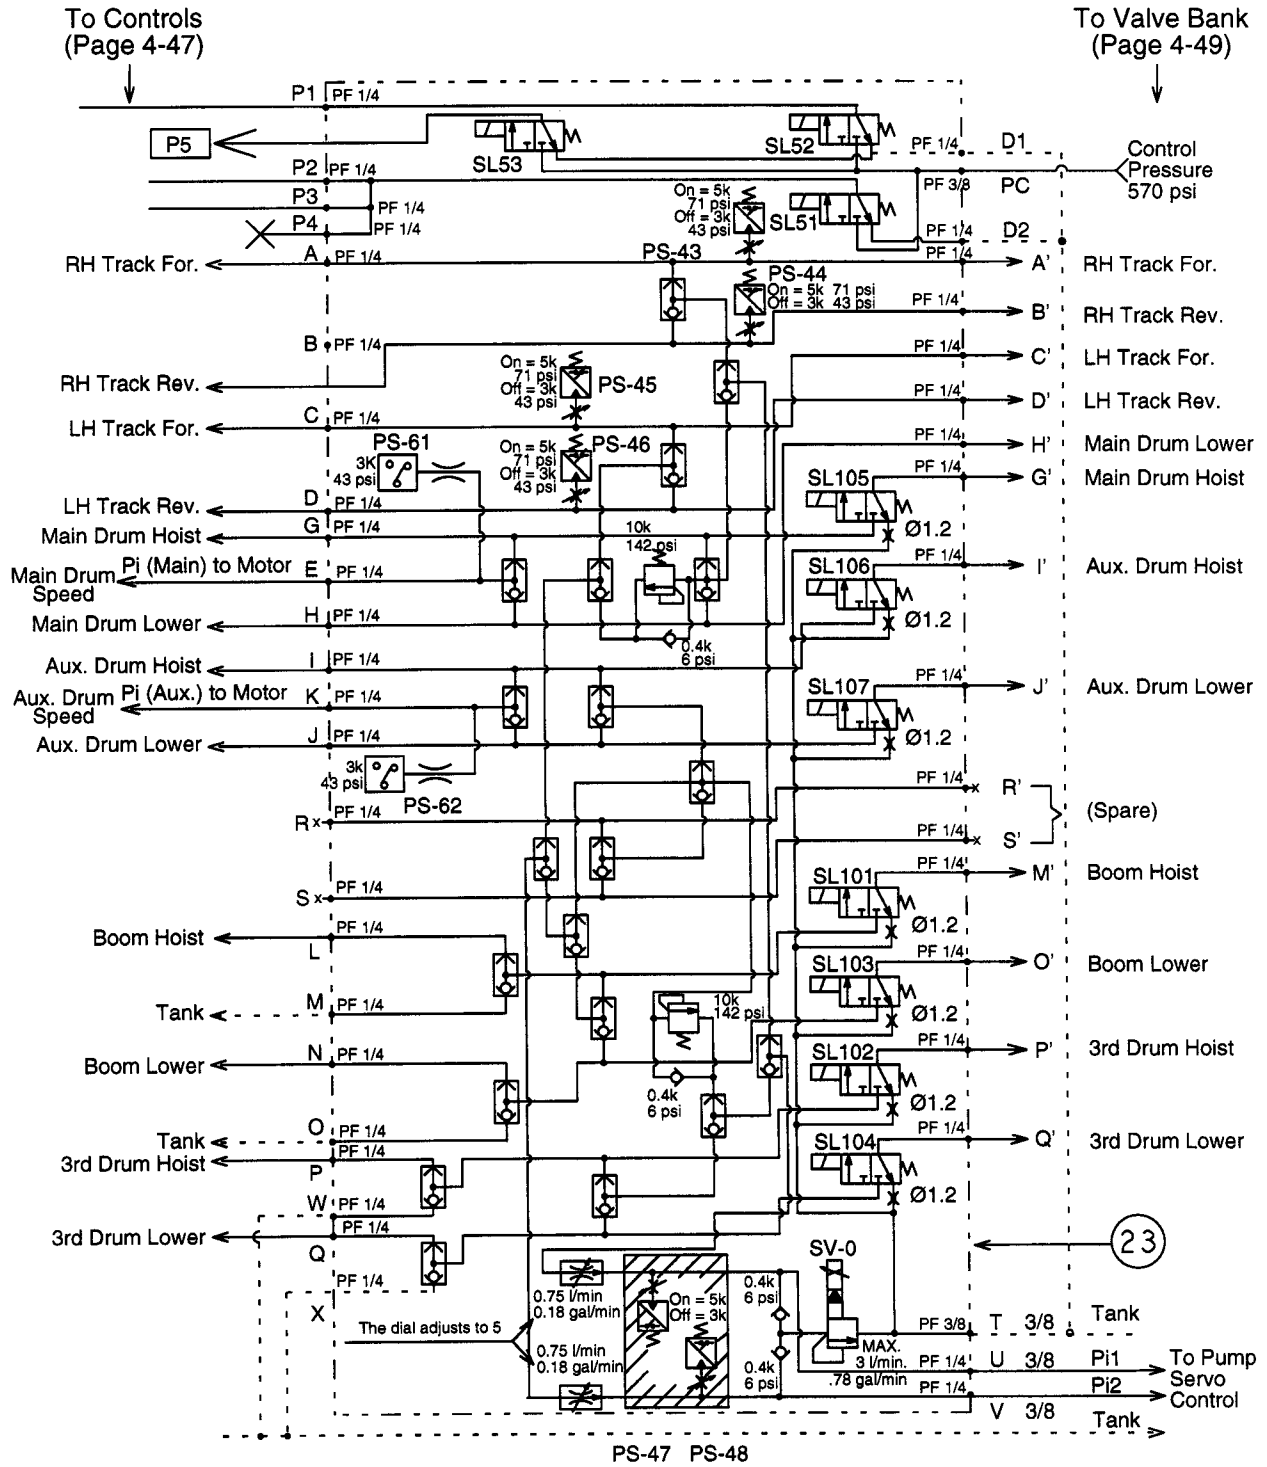 To Controls
(Page 4-47)
To Valve Bank
(Page 4-49)
P1 PF 1/4
P5
SL53
SL52
PF 1/4 D1
Control
Pressure
570 psi
P2 PF 1/4
PF 3/8 PC
P3 PF 1/4
P4 PF 1/4
On = 5k
71 psi
Off = 3k
43 psi
SL51
PF 1/4 D2
RH Track For. A PF 1/4
PS-43
PF 1/4 A' RH Track For.
PS-44
On = 5k 71 psi
Off = 3k 43 psi
PF 1/4 B' RH Track Rev.
B PF 1/4
RH Track Rev.
On = 5k
71 psi
Off = 3k
43 psi
PS-45
PF 1/4 C' LH Track For.
PF 1/4 D' LH Track Rev.
LH Track For. C PF 1/4
PS-61
3K
43 psi
On = 5k
71 psi
Off = 3k
43 psi
PS-46
PF 1/4 H' Main Drum Lower
SL105
PF 1/4 G' Main Drum Hoist
Ø1.2
LH Track Rev. D PF 1/4
Main Drum Hoist G PF 1/4
10k
142 psi
Main Drum
Speed
Pi (Main) to Motor E PF 1/4
SL106
PF 1/4 I' Aux. Drum Hoist
Ø1.2
Main Drum Lower H PF 1/4
0.4k
6 psi
Aux. Drum Hoist I PF 1/4
Aux. Drum
Speed
Pi (Aux.) to Motor K PF 1/4
SL107
PF 1/4 J' Aux. Drum Lower
Ø1.2
Aux. Drum Lower J PF 1/4
3k
43 psi
PS-62
PF 1/4 R'
(Spare)
R x PF 1/4
PF 1/4 S'
S x PF 1/4
SL101
PF 1/4 M' Boom Hoist
Ø1.2
Boom Hoist L PF 1/4
SL103
PF 1/4 O' Boom Lower
Ø1.2
Tank M PF 1/4
10k
142 psi
Boom Lower N PF 1/4
SL102
PF 1/4 P' 3rd Drum Hoist
Ø1.2
0.4k
6 psi
Tank O PF 1/4
SL104
PF 1/4 Q' 3rd Drum Lower
Ø1.2
3rd Drum Hoist P PF 1/4
W PF 1/4
3rd Drum Lower Q PF 1/4
23
SV-0
X PF 1/4
0.75 l/min
0.18 gal/min
On = 5k
Off = 3k
0.4k
6 psi
The dial adjusts to 5
0.75 l/min
0.18 gal/min
0.4k
6 psi
MAX.
3 l/min.
.78 gal/min
PF 3/8 T 3/8 Tank
PF 1/4 U 3/8 Pi1
PF 1/4 V 3/8 Pi2
To Pump
Servo
Control
Tank
PS-47 PS-48